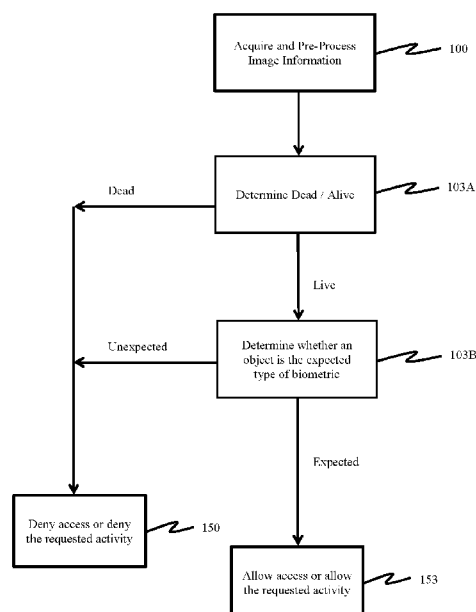 Acquire and Pre-Process
Image Information
100
Determine Dead / Alive
103A
Dead
Live
Determine whether an
object is the expected
type of biometric
103B
Unexpected
Expected
Deny access or deny
the requested activity
150
Allow access or allow
the requested activity
153